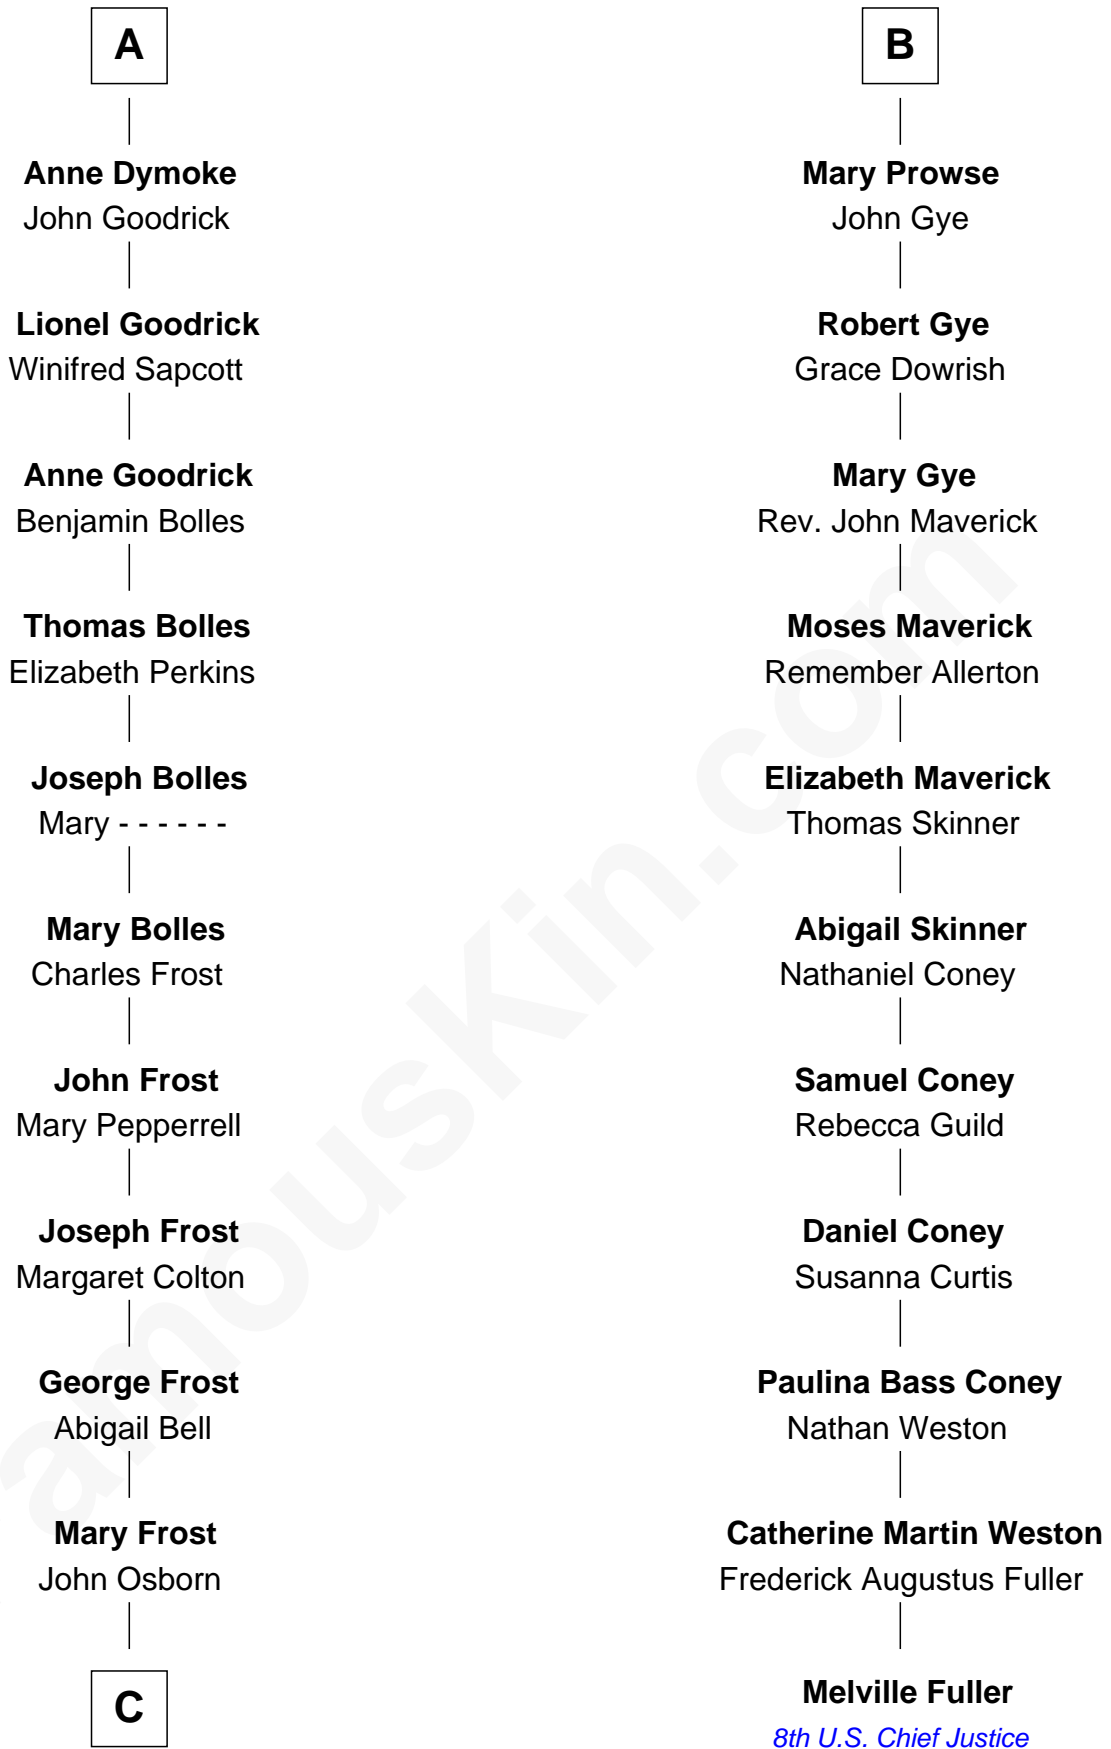 A
Anne Dymoke
John Goodrick
Lionel Goodrick
Winifred Sapcott
Anne Goodrick
Benjamin Bolles
Thomas Bolles
Elizabeth Perkins
Joseph Bolles
Mary - - - - - -
Mary Bolles
Charles Frost
John Frost
Mary Pepperrell
Joseph Frost
Margaret Colton
George Frost
Abigail Bell
Mary Frost
John Osborn
C
B
Mary Prowse
John Gye
Robert Gye
Grace Dowrish
Mary Gye
Rev. John Maverick
Moses Maverick
Remember Allerton
Elizabeth Maverick
Thomas Skinner
Abigail Skinner
Nathaniel Coney
Samuel Coney
Rebecca Guild
Daniel Coney
Susanna Curtis
Paulina Bass Coney
Nathan Weston
Catherine Martin Weston
Frederick Augustus Fuller
Melville Fuller
8th U.S. Chief Justice
amousKin.com